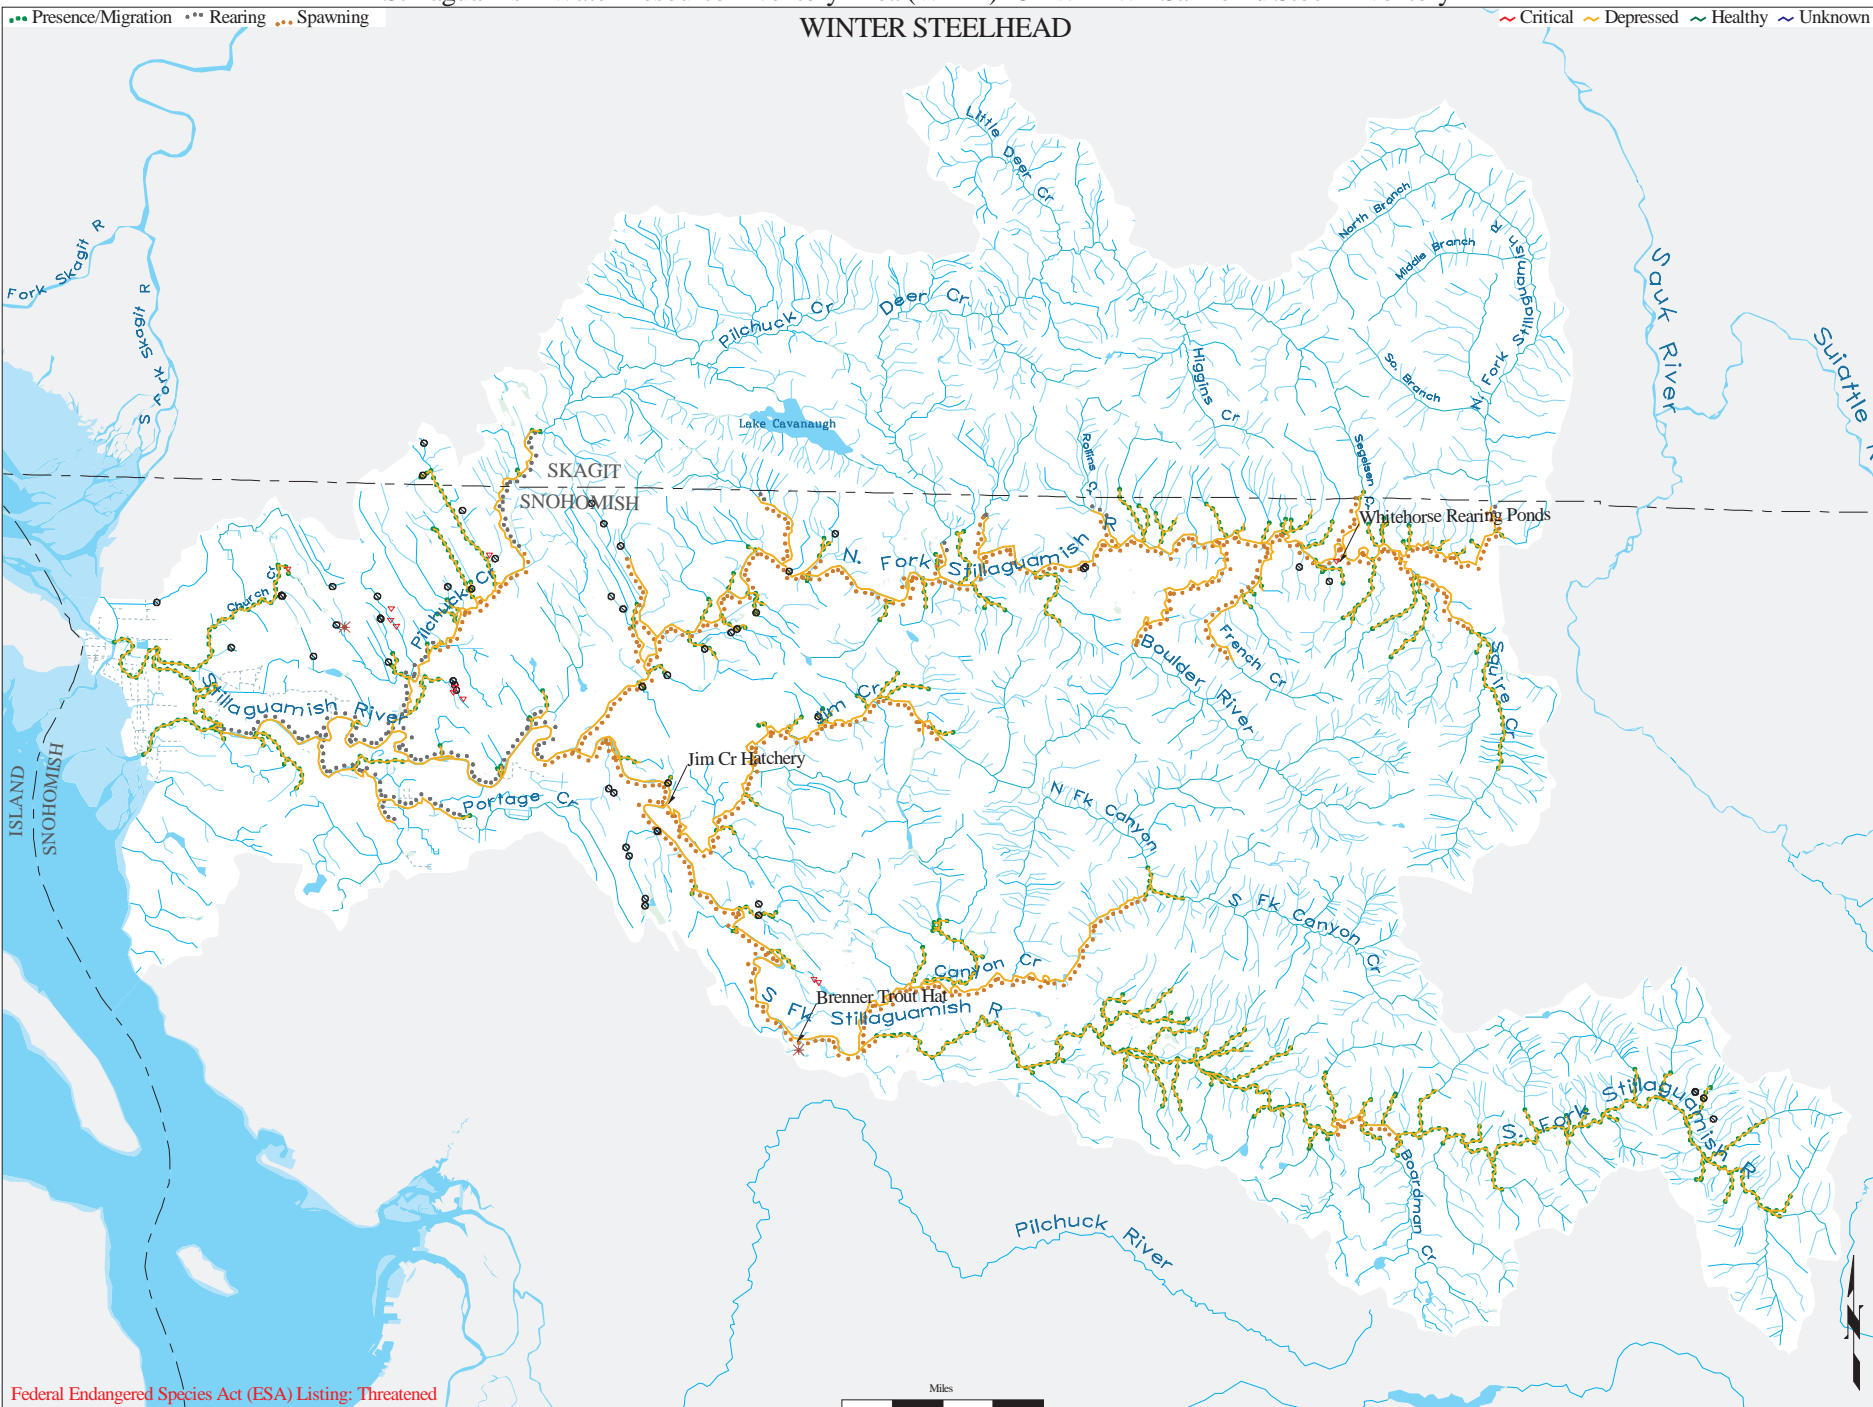 Presence/Migration Rearing Spawning
WINTER STEELHEAD
Critical Depressed Healthy Unknown
Little Deer Cr
North Branch
Middle Branch
So. Branch
N. Fork Stillaguamish R
Sauk River
Suiattle
Fork Skagit R
S Fork Skagit R
Pilchuck Cr
Deer Cr
Higgins Cr
Lake Cavanaugh
Rollins Cr
Segelsen Cr
SKAGIT
SNOHOMISH
Whitehorse Rearing Ponds
N. Fork Stillaguamish R
Church Cr
Pilchuck Cr
Boulder River
French Cr
Squire Cr
Stillaguamish River
Jim Cr
Jim Cr Hatchery
ISLAND
SNOHOMISH
Portage Cr
N Fk Canyon
S Fk Canyon Cr
Canyon Cr
Brenner Trout Hat
S Fk Stillaguamish R
S. Fork Stillaguamish R
Boardman Cr
Pilchuck River
N
Miles
Federal Endangered Species Act (ESA) Listing: Threatened